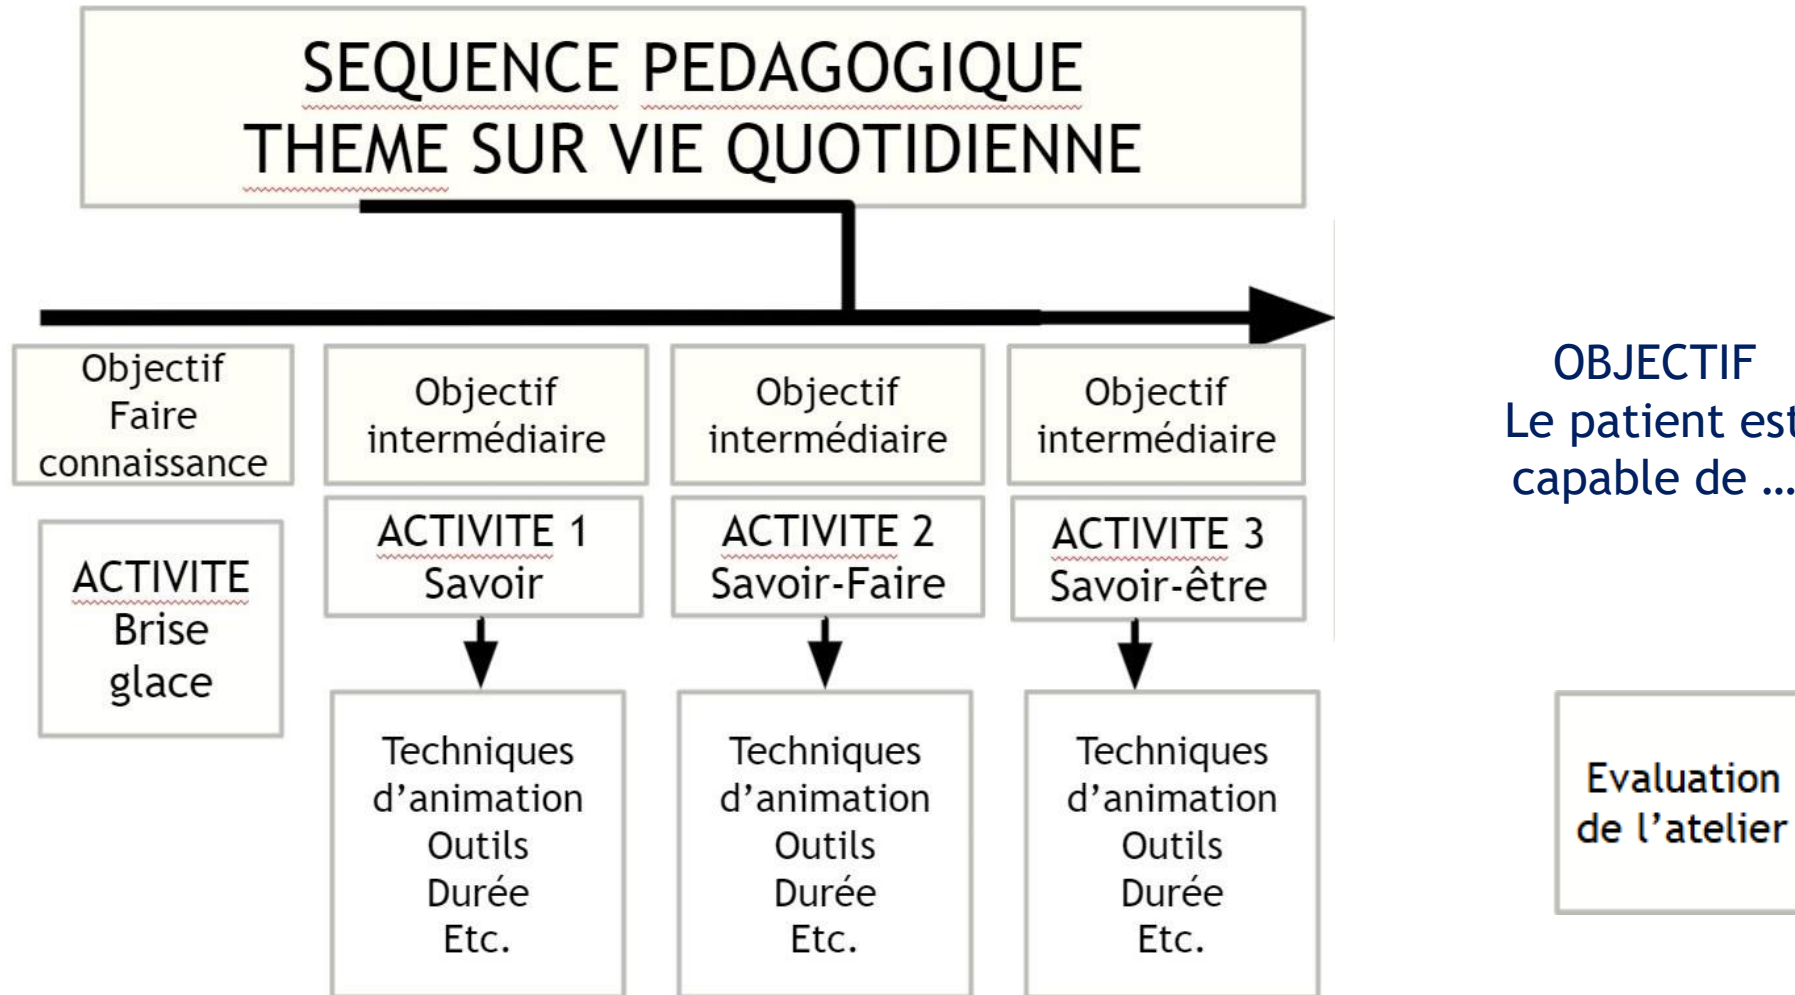 SEQUENCE PEDAGOGIQUE
THEME SUR VIE QUOTIDIENNE
Objectif
Faire
connaissance
Objectif
intermédiaire
Objectif
intermédiaire
Objectif
intermédiaire
OBJECTIF
Le patient est
capable de …
ACTIVITE
Brise
glace
ACTIVITE 1
Savoir
ACTIVITE 2
Savoir-Faire
ACTIVITE 3
Savoir-être
Techniques
d’animation
Outils
Durée
Etc.
Techniques
d’animation
Outils
Durée
Etc.
Techniques
d’animation
Outils
Durée
Etc.
Evaluation
de l’atelier